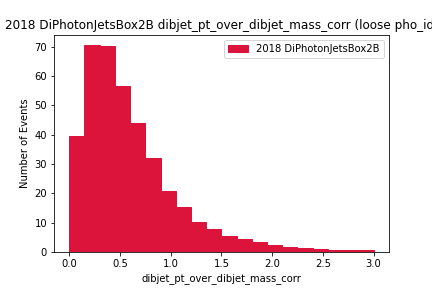 2018 DiPhotonJetsBox2B dibjet_pt_over_dibjet_mass_corr (loose pho_id
2018 DiPhotonJetsBox2B
Number of Events
70
60
50
40
30
20
10
0
0.0 0.5 1.0 1.5 2.0 2.5 3.0
dibjet_pt_over_dibjet_mass_corr